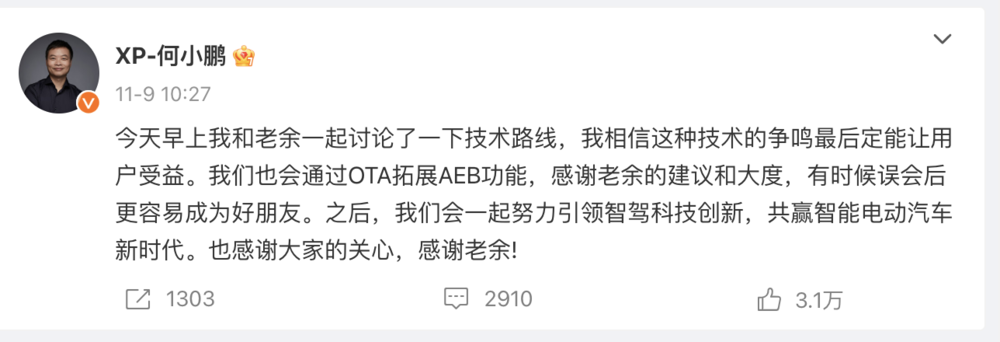 XP-何小鹏
11-9 10:27
今天早上我和老余一起讨论了一下技术路线，我相信这种技术的争鸣最后定能让用
户受益。我们也会通过OTA拓展AEB功能，感谢老余的建议和大度，有时候误会后
更容易成为好朋友。之后，我们会一起努力引领智驾科技创新，共赢智能电动汽车
新时代。也感谢大家的关心，感谢老余!
1303
2910
3.1万